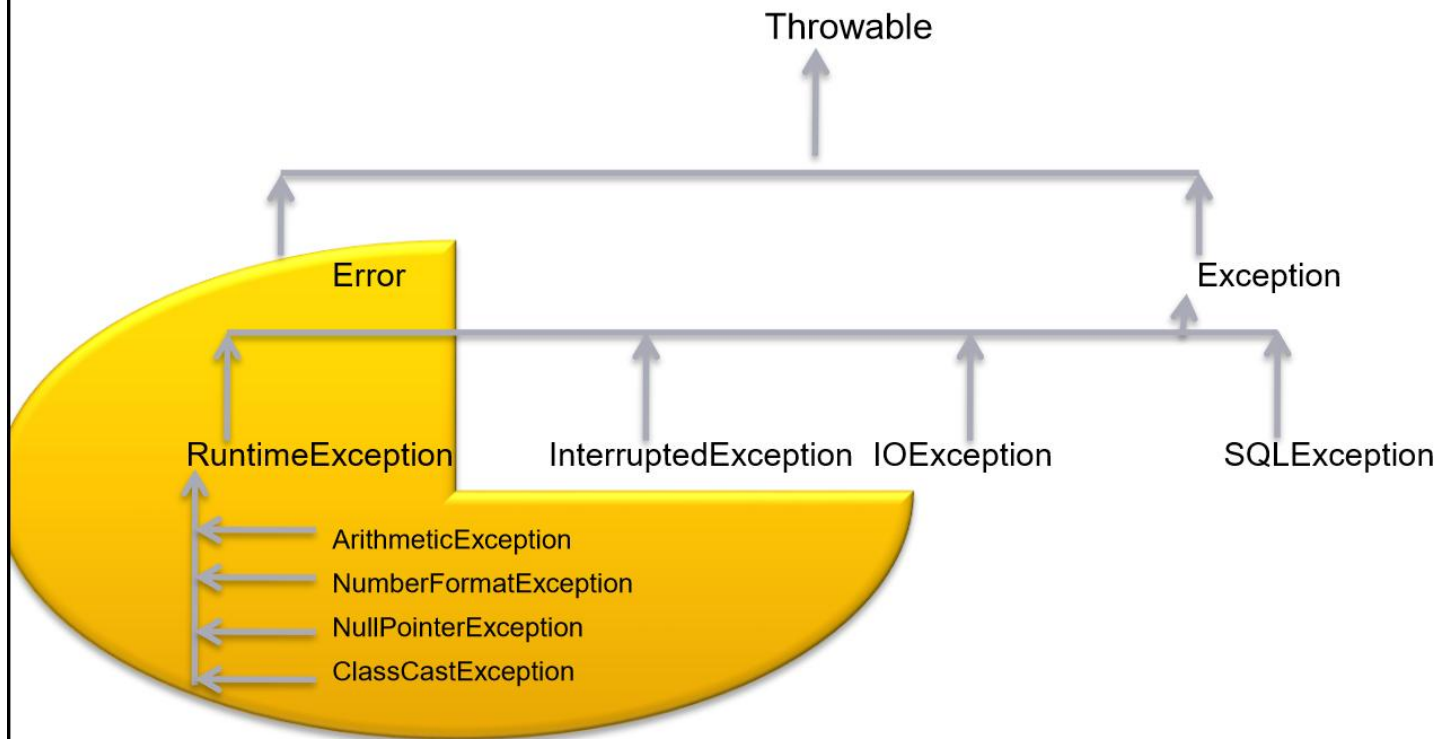 Throwable
Error
Exception
RuntimeException
InterruptedException
IOException
SQLException
ArithmeticException
NumberFormatException
NullPointerException
ClassCastException